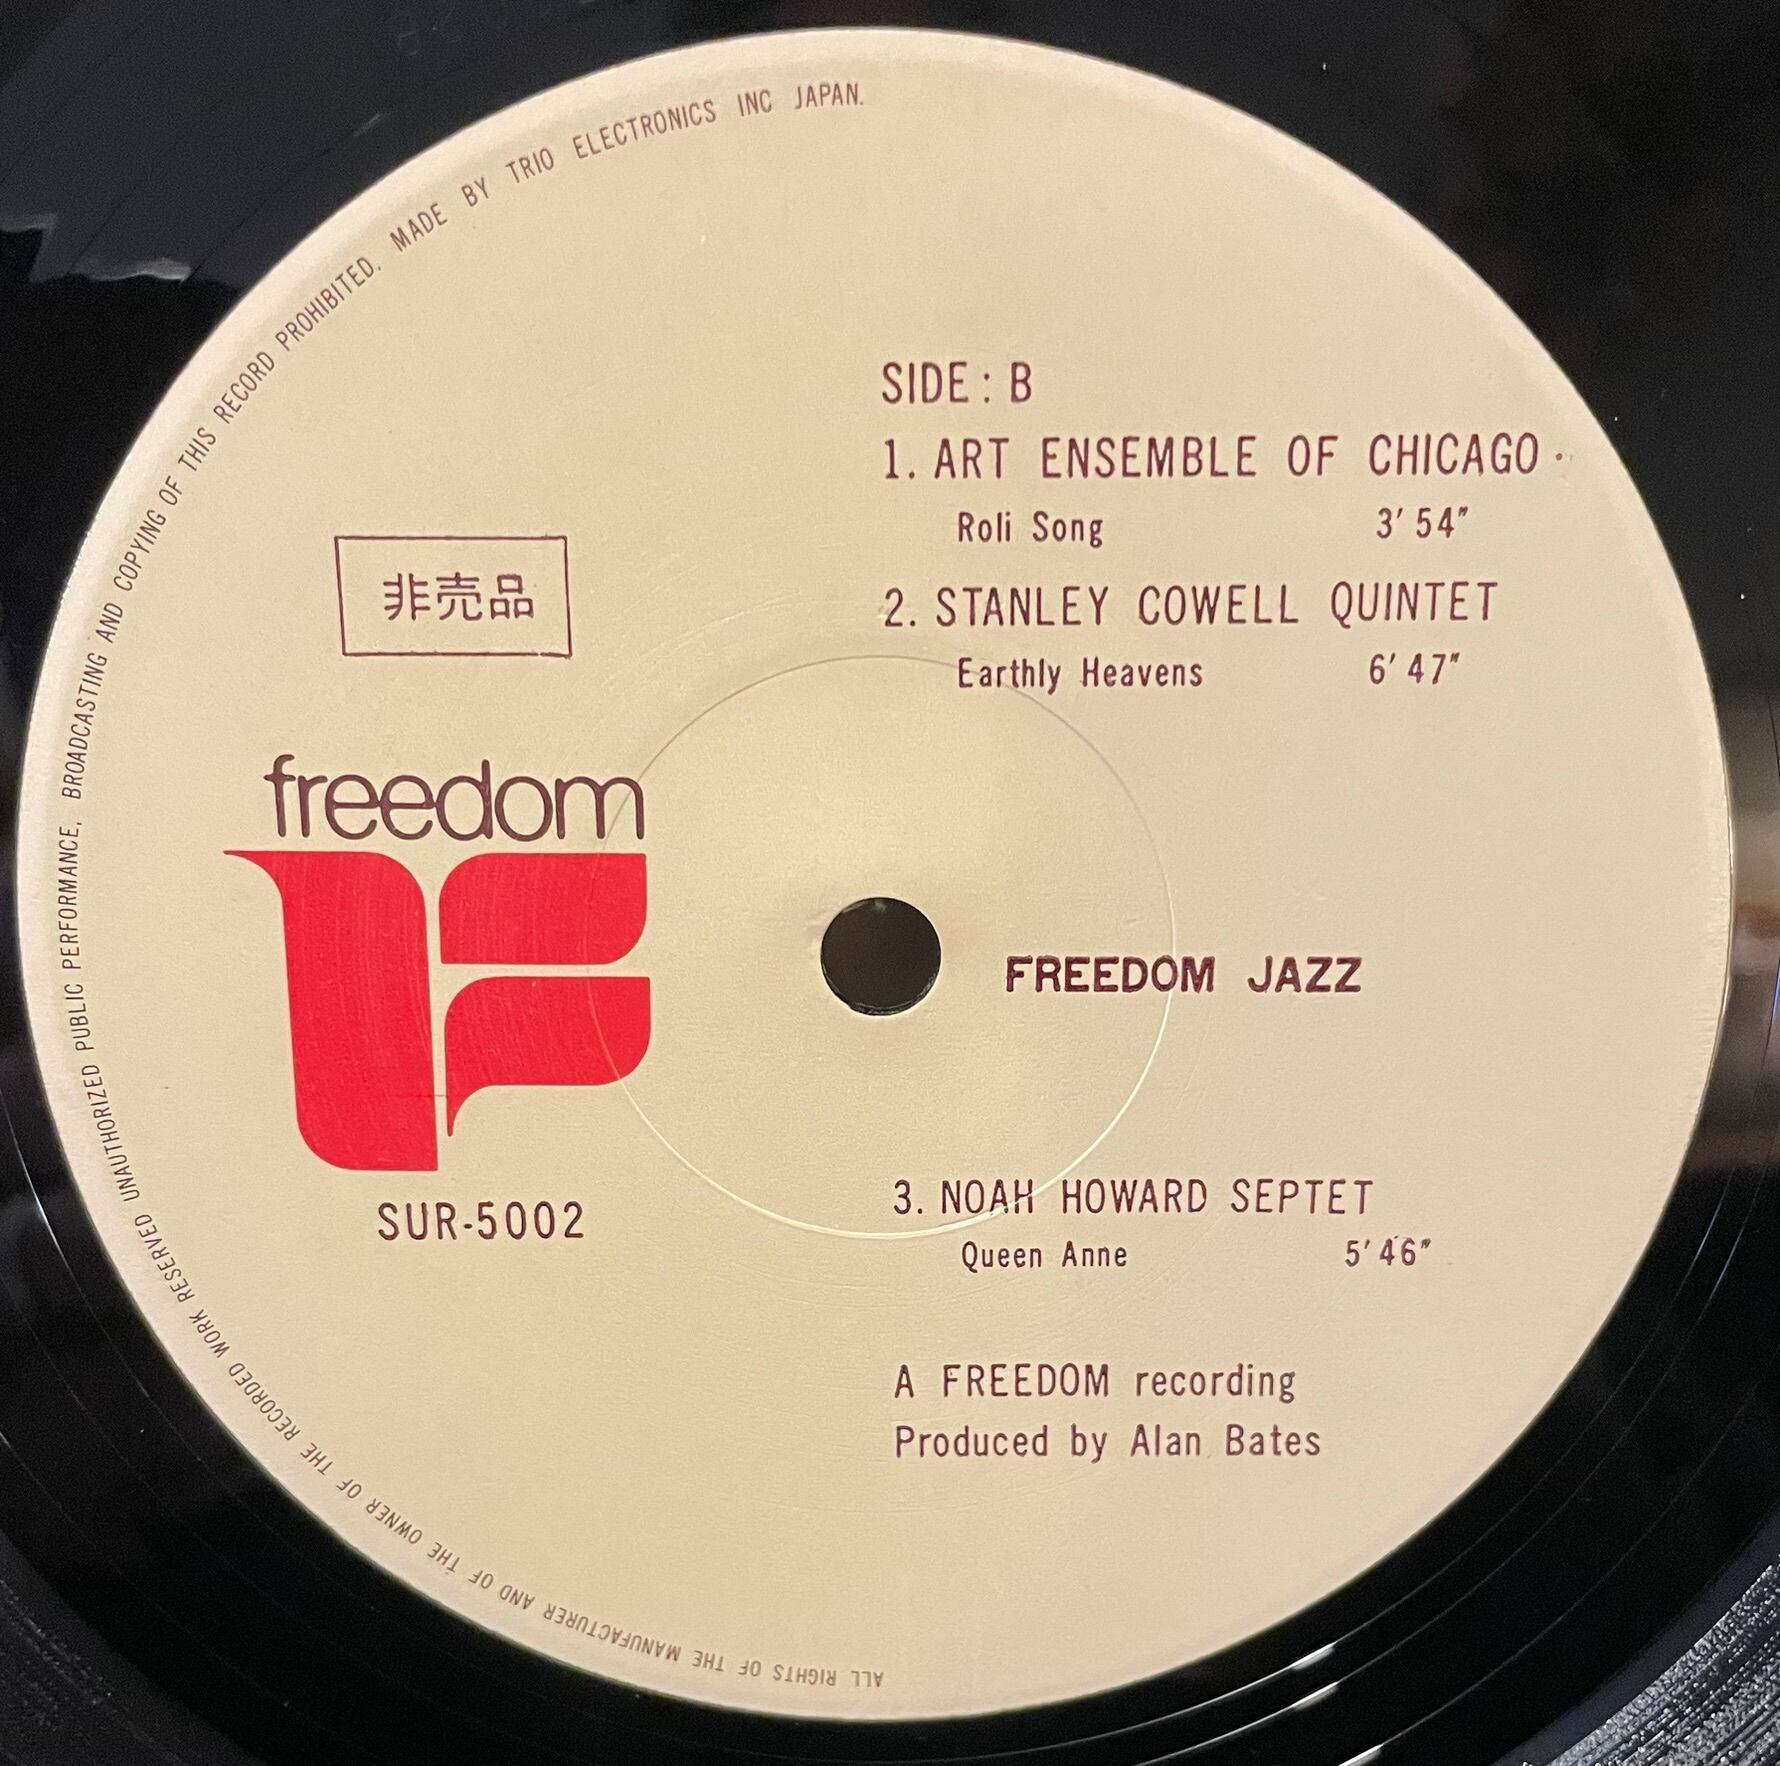 ALL RIGHTS OF THE MANUFACTURER AND OF THE OWNER OF THE RECORDED WORK RESERVED UNAUTHORIZED PUBLIC PERFORMANCE, BROADCASTING AND COPYING OF THIS RECORD PROHIBITED. MADE BY TRIO ELECTRONICS INC JAPAN.
SIDE : B
1. ART ENSEMBLE OF CHICAGO
Roli Song 3′ 54″
2. STANLEY COWELL QUINTET
Earthly Heavens 6′ 47″
非売品
freedom
SUR-5002
FREEDOM JAZZ
3. NOAH HOWARD SEPTET
Queen Anne 5′ 46″
A FREEDOM recording
Produced by Alan Bates